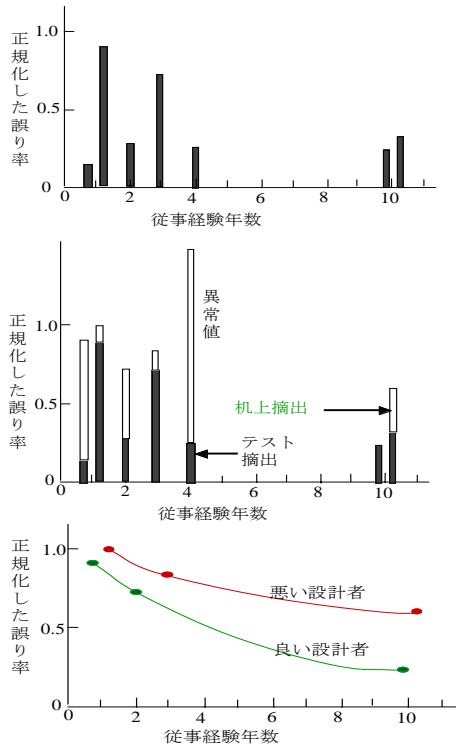 正規化した誤り率
1.0
0.5
0
0
2
4
6
8
10
従事経験年数
正規化した誤り率
1.0
0.5
0
異常値
机上摘出
テスト
摘出
0
2
4
6
8
10
従事経験年数
正規化した誤り率
1.0
0.5
0
悪い設計者
良い設計者
0
2
4
6
8
10
従事経験年数